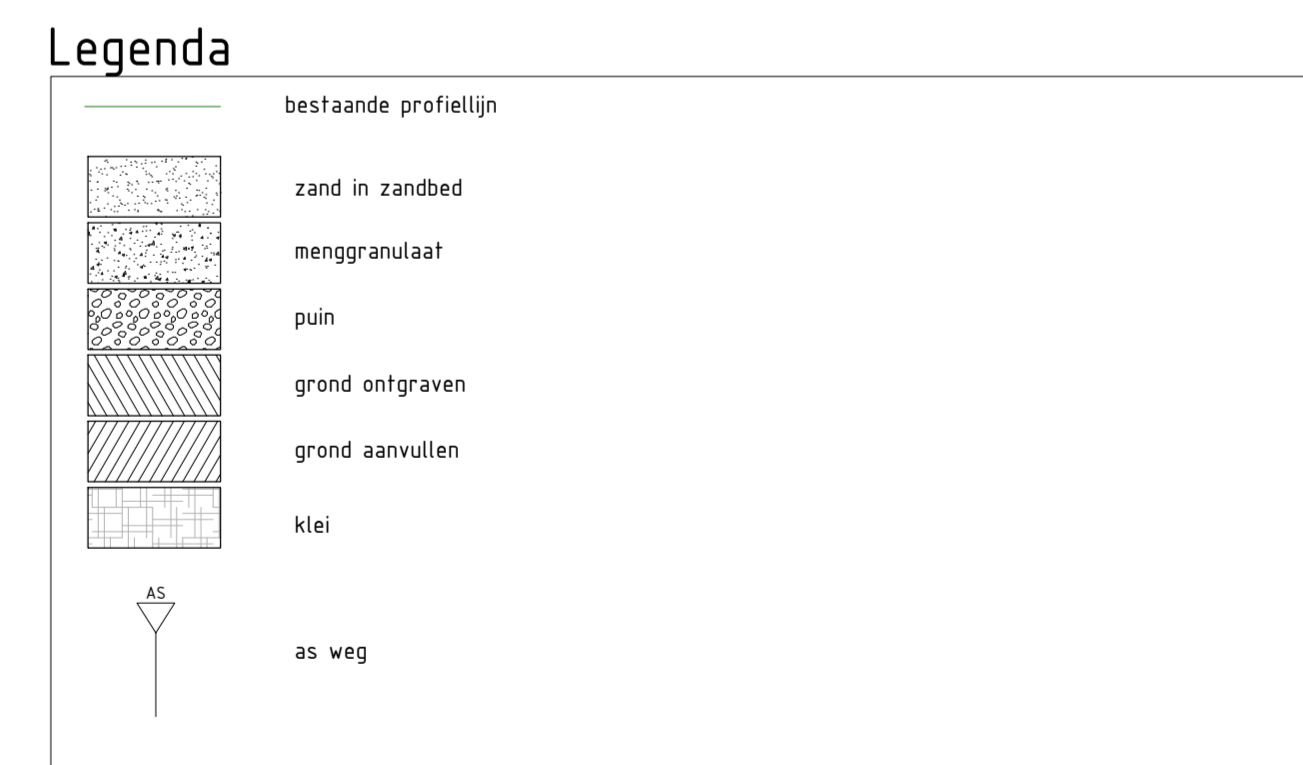 Legenda
bestaande profiellijn
zand in zandbed
menggranulaat
puin
grond ontgraven
grond aanvullen
klei
AS
as weg